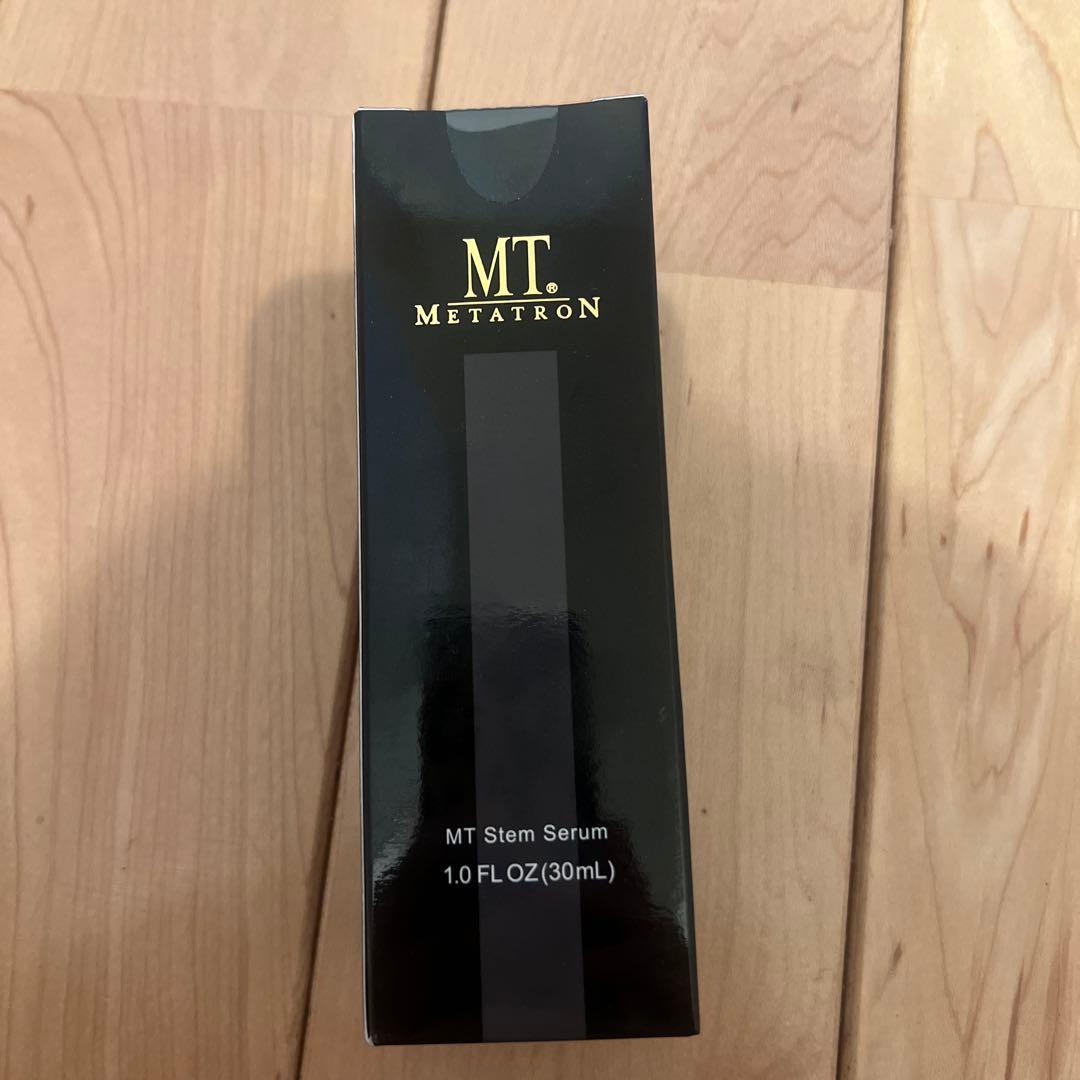 MT®
METATRON
MT Stem Serum
1.0 FL OZ(30mL)